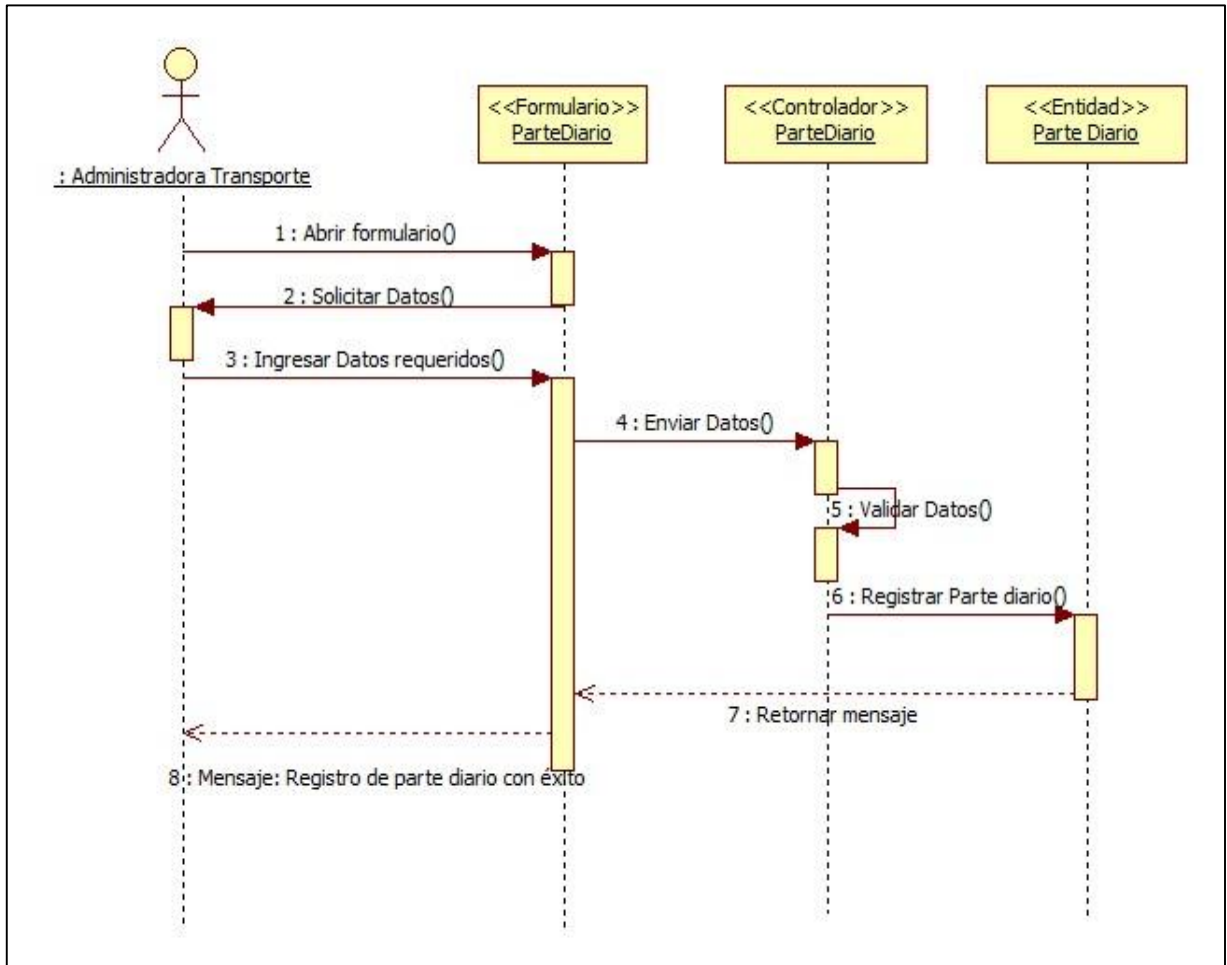 <<Formulario>>
ParteDiario
<<Controlador>>
ParteDiario
<<Entidad>>
Parte Diario
: Administradora Transporte
1 : Abrir formulario()
2 : Solicitar Datos()
3 : Ingresar Datos requeridos()
4 : Enviar Datos()
5 : Validar Datos()
6 : Registrar Parte diario()
7 : Retornar mensaje
8 : Mensaje: Registro de parte diario con éxito